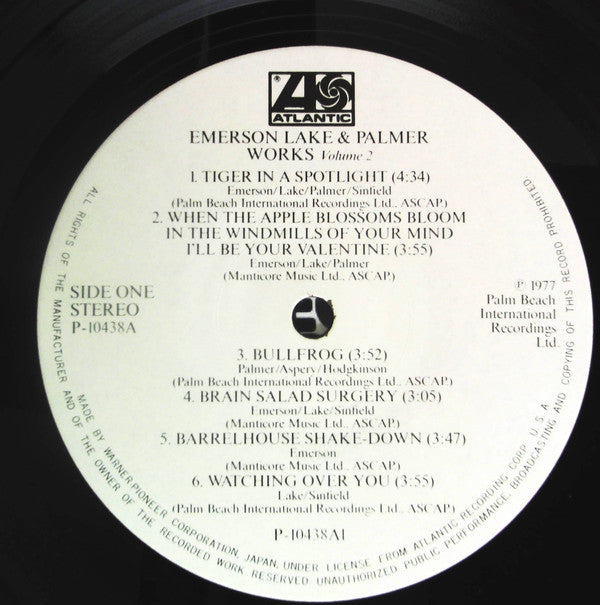 ATLANTIC
EMERSON LAKE & PALMER
WORKS Volume 2
1. TIGER IN A SPOTLIGHT (4:34)
Emerson/Lake/Palmer/Sinfield
(Palm Beach International Recordings Ltd., ASCAP)
2. WHEN THE APPLE BLOSSOMS BLOOM
IN THE WINDMILLS OF YOUR MIND
I'LL BE YOUR VALENTINE (3:55)
Emerson/Lake/Palmer
(Manticore Music Ltd., ASCAP)
SIDE ONE
STEREO
P-10438A
℗ 1977
Palm Beach
International
Recordings
Ltd.
3. BULLFROG (3:52)
Palmer/Aspery/Hodgkinson
(Palm Beach International Recordings Ltd., ASCAP)
4. BRAIN SALAD SURGERY (3:05)
Emerson/Lake/Sinfield
(Manticore Music Ltd., ASCAP)
5. BARRELHOUSE SHAKE-DOWN (3:47)
Emerson
(Manticore Music Ltd., ASCAP)
6. WATCHING OVER YOU (3:55)
Lake/Sinfield
(Palm Beach International Recordings Ltd., ASCAP)
P-10438A1
MADE BY WARNER-PIONEER CORPORATION, JAPAN, UNDER LICENSE FROM ATLANTIC RECORDING CORP. U.S.A
ALL RIGHTS OF THE MANUFACTURER AND OF THE OWNER OF THE RECORDED WORK RESERVED UNAUTHORIZED PUBLIC PERFORMANCE, BROADCASTING AND COPYING OF THIS RECORD PROHIBITED.